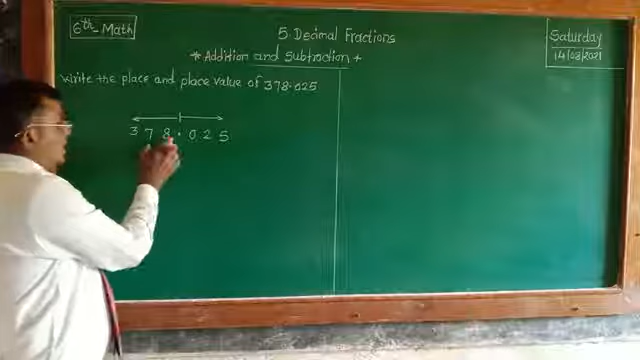 6th-Math
5. Decimal Fractions
Saturday
14/08/2021
* Addition and Subtraction *
Write the place and place value of 378.025
3 7 8 . 0 2 5